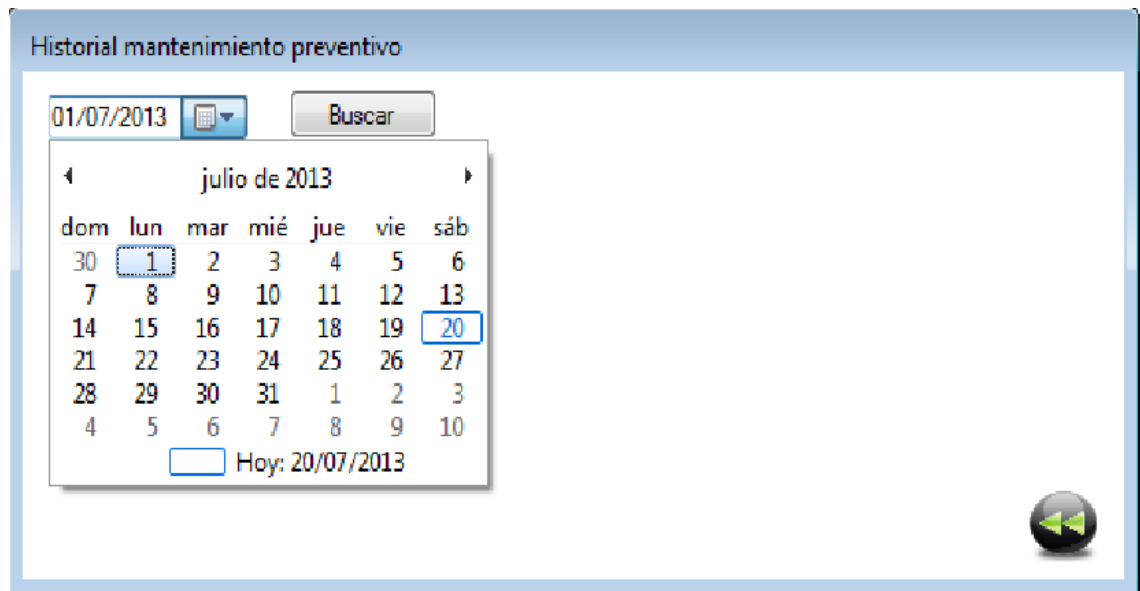 Historial mantenimiento preventivo
01/07/2013 Buscar
julio de 2013
dom lun mar mié jue vie sáb
30 1 2 3 4 5 6
7 8 9 10 11 12 13
14 15 16 17 18 19 20
21 22 23 24 25 26 27
28 29 30 31 1 2 3
4 5 6 7 8 9 10
Hoy: 20/07/2013